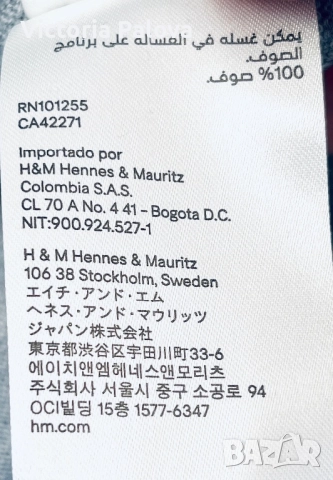 Victoria Palava
يمكن غسله في الغسالة على برنامج
الصوف.
100% صوف.
RN101255
CA42271
Importado por
H&M Hennes & Mauritz
Colombia S.A.S.
CL 70 A No. 4 41 - Bogota D.C.
NIT:900.924.527-1
H & M Hennes & Mauritz
106 38 Stockholm, Sweden
エイチ・アンド・エム
ヘネス・アンド・マウリッツ
ジャパン株式会社
東京都渋谷区宇田川町33-6
에이치앤엠헤네스앤모리츠
주식회사 서울시 중구 소공로 94
OCI빌딩 15층 1577-6347
hm.com
BAZAR